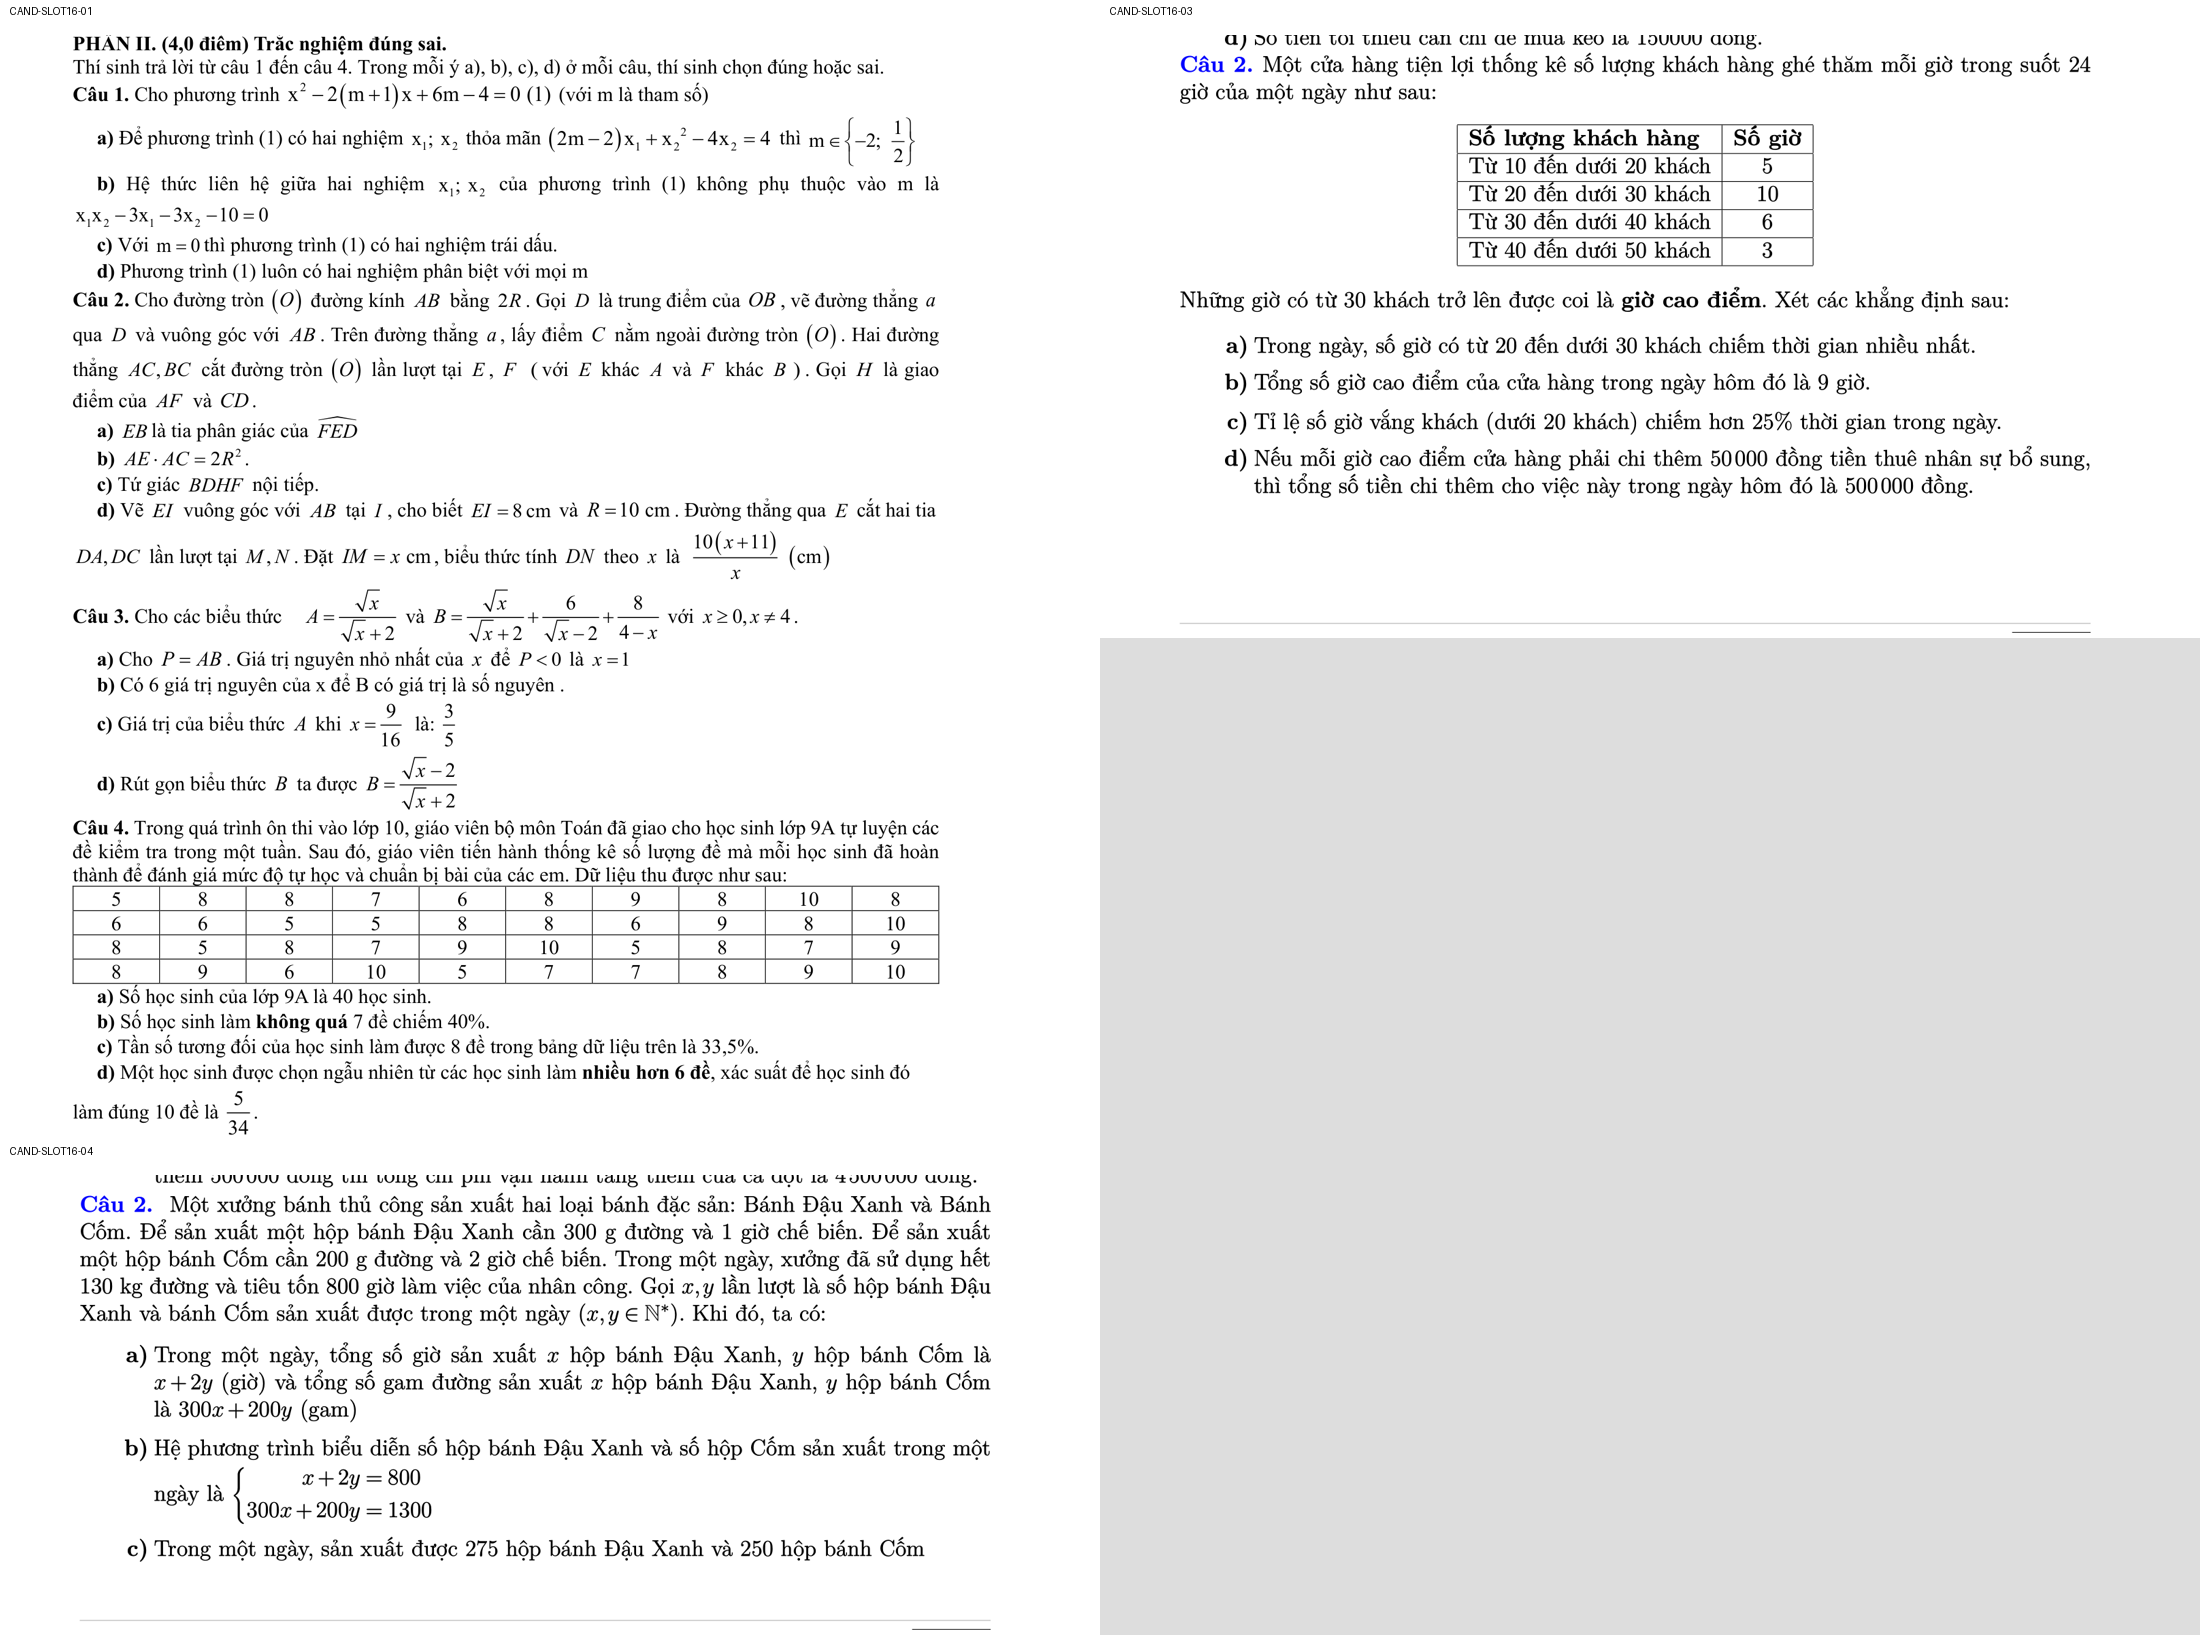 CAND-SLOT16-01
PHẦN II. (4,0 điểm) Trắc nghiệm đúng sai.
Thí sinh trả lời từ câu 1 đến câu 4. Trong mỗi ý a), b), c), d) ở mỗi câu, thí sinh chọn đúng hoặc sai.
Câu 1. Cho phương trình x² − 2(m+1)x + 6m − 4 = 0 (1) (với m là tham số)
a) Để phương trình (1) có hai nghiệm x₁; x₂ thỏa mãn (2m − 2)x₁ + x₂² − 4x₂ = 4 thì m ∈ {−2; 1/2}
b) Hệ thức liên hệ giữa hai nghiệm x₁; x₂ của phương trình (1) không phụ thuộc vào m là
x₁x₂ − 3x₁ − 3x₂ − 10 = 0
c) Với m = 0 thì phương trình (1) có hai nghiệm trái dấu.
d) Phương trình (1) luôn có hai nghiệm phân biệt với mọi m
Câu 2. Cho đường tròn (O) đường kính AB bằng 2R. Gọi D là trung điểm của OB, vẽ đường thẳng a
qua D và vuông góc với AB. Trên đường thẳng a, lấy điểm C nằm ngoài đường tròn (O). Hai đường
thẳng AC, BC cắt đường tròn (O) lần lượt tại E, F (với E khác A và F khác B). Gọi H là giao
điểm của AF và CD.
a) EB là tia phân giác của F͡ED
b) AE · AC = 2R².
c) Tứ giác BDHF nội tiếp.
d) Vẽ EI vuông góc với AB tại I, cho biết EI = 8 cm và R = 10 cm. Đường thẳng qua E cắt hai tia
DA, DC lần lượt tại M, N. Đặt IM = x cm, biểu thức tính DN theo x là 10(x+11)/x (cm)
Câu 3. Cho các biểu thức A = √x/(√x + 2) và B = √x/(√x + 2) + 6/(√x − 2) + 8/(4 − x) với x ≥ 0, x ≠ 4.
a) Cho P = AB. Giá trị nguyên nhỏ nhất của x để P < 0 là x = 1
b) Có 6 giá trị nguyên của x để B có giá trị là số nguyên .
c) Giá trị của biểu thức A khi x = 9/16 là: 3/5
d) Rút gọn biểu thức B ta được B = (√x − 2)/(√x + 2)
Câu 4. Trong quá trình ôn thi vào lớp 10, giáo viên bộ môn Toán đã giao cho học sinh lớp 9A tự luyện các
đề kiểm tra trong một tuần. Sau đó, giáo viên tiến hành thống kê số lượng đề mà mỗi học sinh đã hoàn
thành để đánh giá mức độ tự học và chuẩn bị bài của các em. Dữ liệu thu được như sau:
5 8 8 7 6 8 9 8 10 8
6 6 5 5 8 8 6 9 8 10
8 5 8 7 9 10 5 8 7 9
8 9 6 10 5 7 7 8 9 10
a) Số học sinh của lớp 9A là 40 học sinh.
b) Số học sinh làm không quá 7 đề chiếm 40%.
c) Tần số tương đối của học sinh làm được 8 đề trong bảng dữ liệu trên là 33,5%.
d) Một học sinh được chọn ngẫu nhiên từ các học sinh làm nhiều hơn 6 đề, xác suất để học sinh đó
làm đúng 10 đề là 5/34.
CAND-SLOT16-03
d) Số tiền tối thiểu cần chi để mua kẹo là 150000 đồng.
Câu 2. Một cửa hàng tiện lợi thống kê số lượng khách hàng ghé thăm mỗi giờ trong suốt 24
giờ của một ngày như sau:
Số lượng khách hàng Số giờ
Từ 10 đến dưới 20 khách 5
Từ 20 đến dưới 30 khách 10
Từ 30 đến dưới 40 khách 6
Từ 40 đến dưới 50 khách 3
Những giờ có từ 30 khách trở lên được coi là giờ cao điểm. Xét các khẳng định sau:
a) Trong ngày, số giờ có từ 20 đến dưới 30 khách chiếm thời gian nhiều nhất.
b) Tổng số giờ cao điểm của cửa hàng trong ngày hôm đó là 9 giờ.
c) Tỉ lệ số giờ vắng khách (dưới 20 khách) chiếm hơn 25% thời gian trong ngày.
d) Nếu mỗi giờ cao điểm cửa hàng phải chi thêm 50000 đồng tiền thuê nhân sự bổ sung,
thì tổng số tiền chi thêm cho việc này trong ngày hôm đó là 500000 đồng.
CAND-SLOT16-04
thêm 500000 đồng thì tổng chi phí vận hành tăng thêm của cả đợt là 4500000 đồng.
Câu 2. Một xưởng bánh thủ công sản xuất hai loại bánh đặc sản: Bánh Đậu Xanh và Bánh
Cốm. Để sản xuất một hộp bánh Đậu Xanh cần 300 g đường và 1 giờ chế biến. Để sản xuất
một hộp bánh Cốm cần 200 g đường và 2 giờ chế biến. Trong một ngày, xưởng đã sử dụng hết
130 kg đường và tiêu tốn 800 giờ làm việc của nhân công. Gọi x, y lần lượt là số hộp bánh Đậu
Xanh và bánh Cốm sản xuất được trong một ngày (x, y ∈ ℕ*). Khi đó, ta có:
a) Trong một ngày, tổng số giờ sản xuất x hộp bánh Đậu Xanh, y hộp bánh Cốm là
x + 2y (giờ) và tổng số gam đường sản xuất x hộp bánh Đậu Xanh, y hộp bánh Cốm
là 300x + 200y (gam)
b) Hệ phương trình biểu diễn số hộp bánh Đậu Xanh và số hộp Cốm sản xuất trong một
ngày là { x + 2y = 800
300x + 200y = 1300
c) Trong một ngày, sản xuất được 275 hộp bánh Đậu Xanh và 250 hộp bánh Cốm